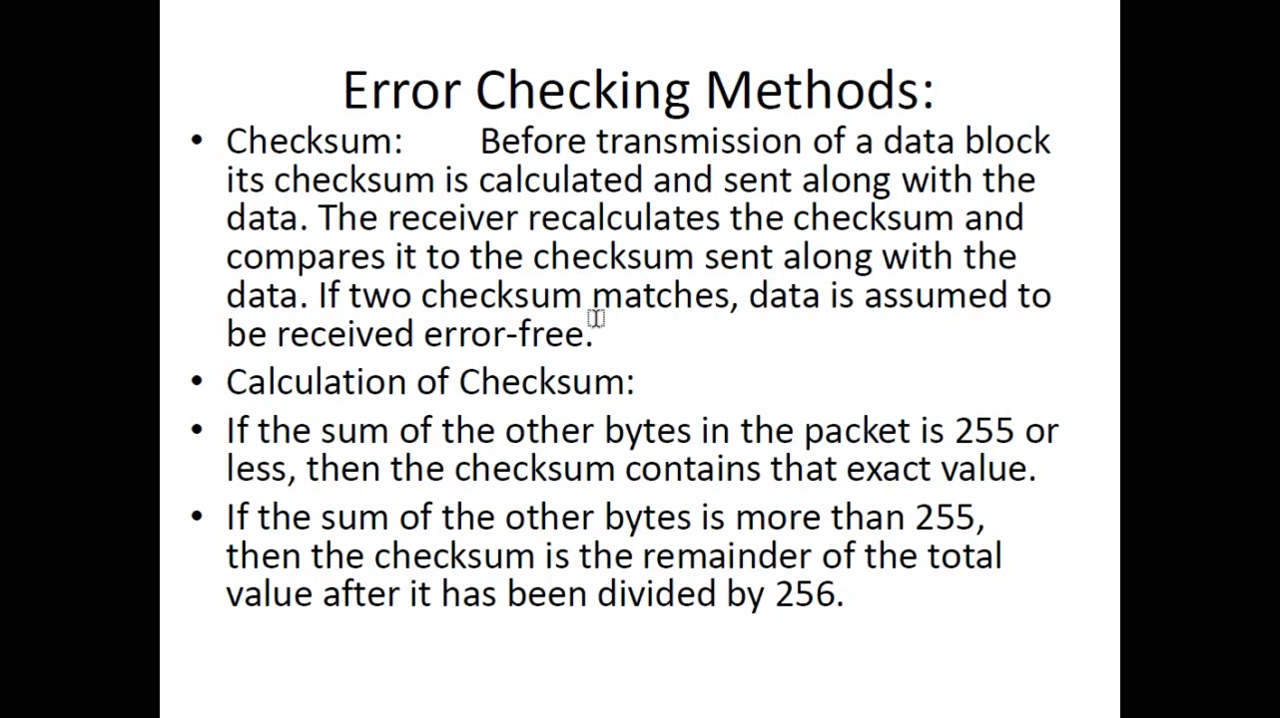 Error Checking Methods:
• Checksum: Before transmission of a data block
its checksum is calculated and sent along with the
data. The receiver recalculates the checksum and
compares it to the checksum sent along with the
data. If two checksum matches, data is assumed to
be received error-free.
• Calculation of Checksum:
• If the sum of the other bytes in the packet is 255 or
less, then the checksum contains that exact value.
• If the sum of the other bytes is more than 255,
then the checksum is the remainder of the total
value after it has been divided by 256.